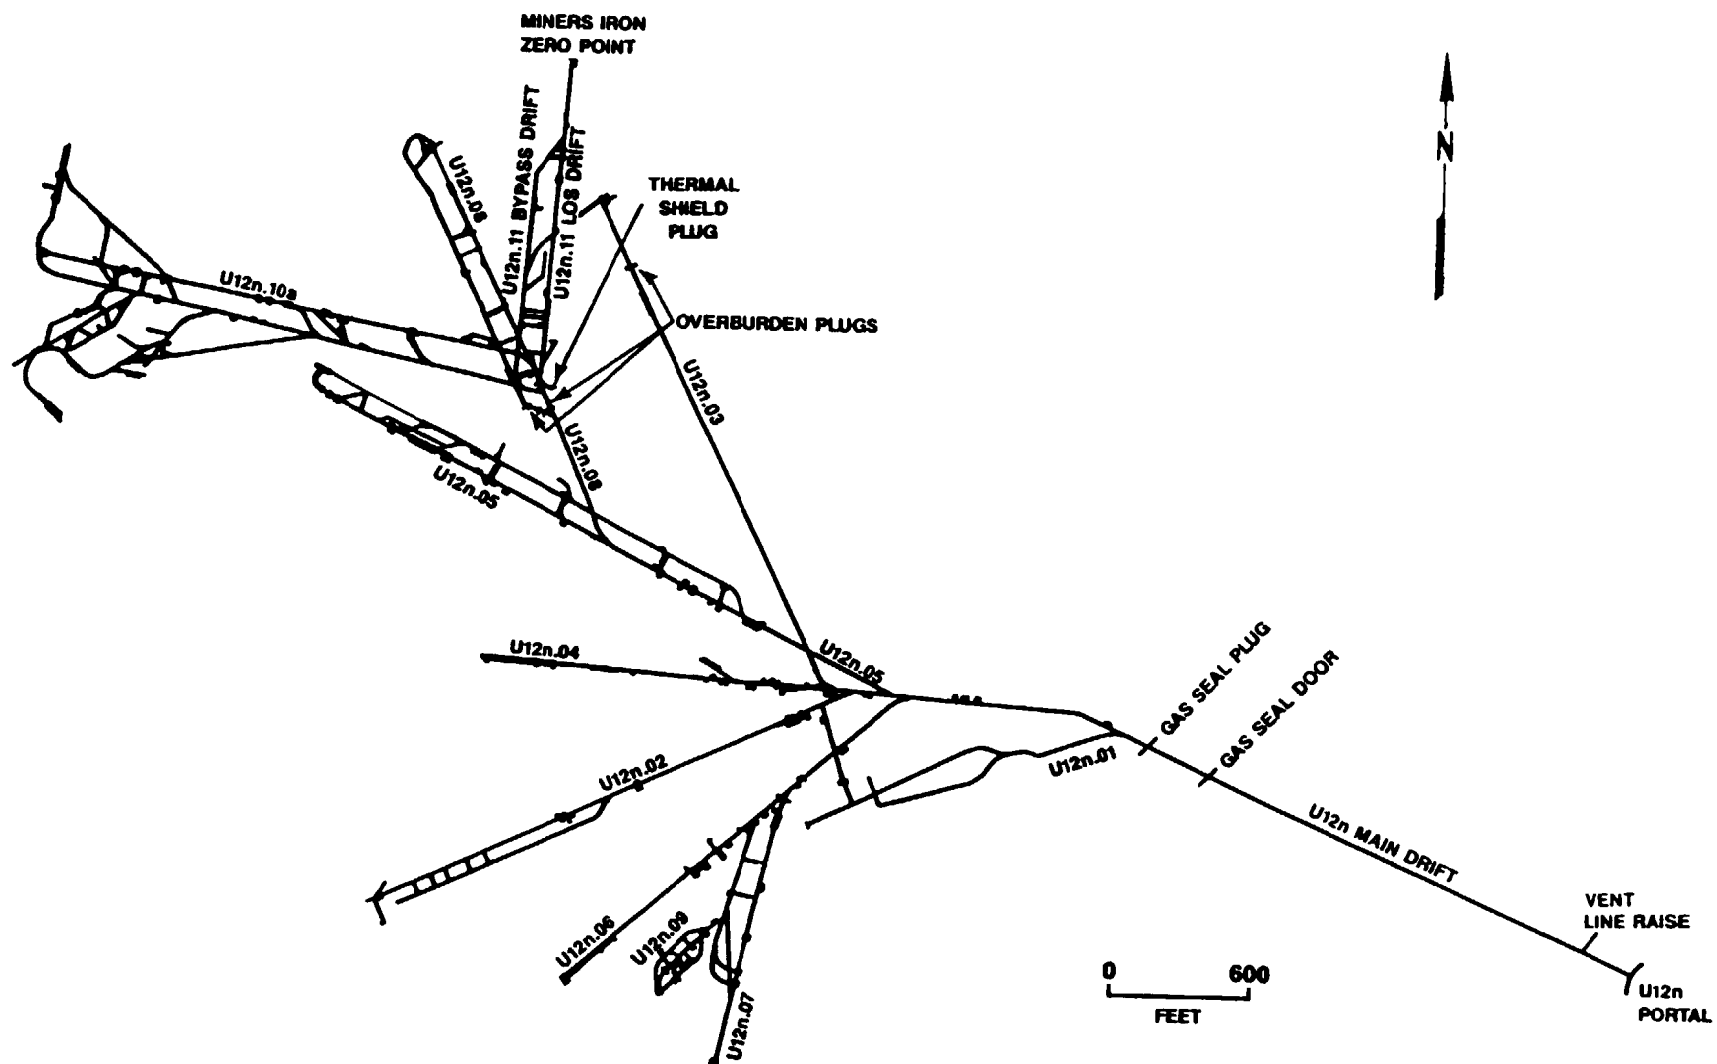 MINERS IRON
ZERO POINT
N
U12n.08
U12n.11 BYPASS DRIFT
U12n.11 LOS DRIFT
THERMAL
SHIELD
PLUG
U12n.10a
OVERBURDEN PLUGS
U12n.03
U12n.08
U12n.05
U12n.04
U12n.05
GAS SEAL PLUG
GAS SEAL DOOR
U12n.01
U12n.02
U12n MAIN DRIFT
VENT
LINE RAISE
U12n.06
U12n.09
U12n.07
0 600
FEET
U12n
PORTAL